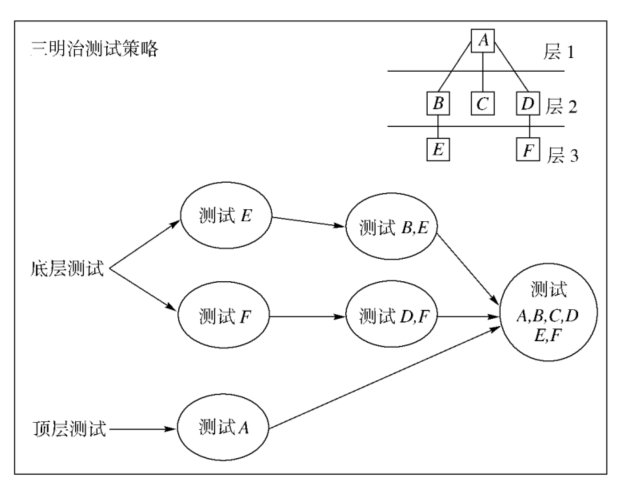 三明治测试策略
A
层 1
B
C
D
层 2
E
F
层 3
测试 E
测试 B,E
底层测试
测试
A,B,C,D
E,F
测试 F
测试 D,F
顶层测试
测试 A